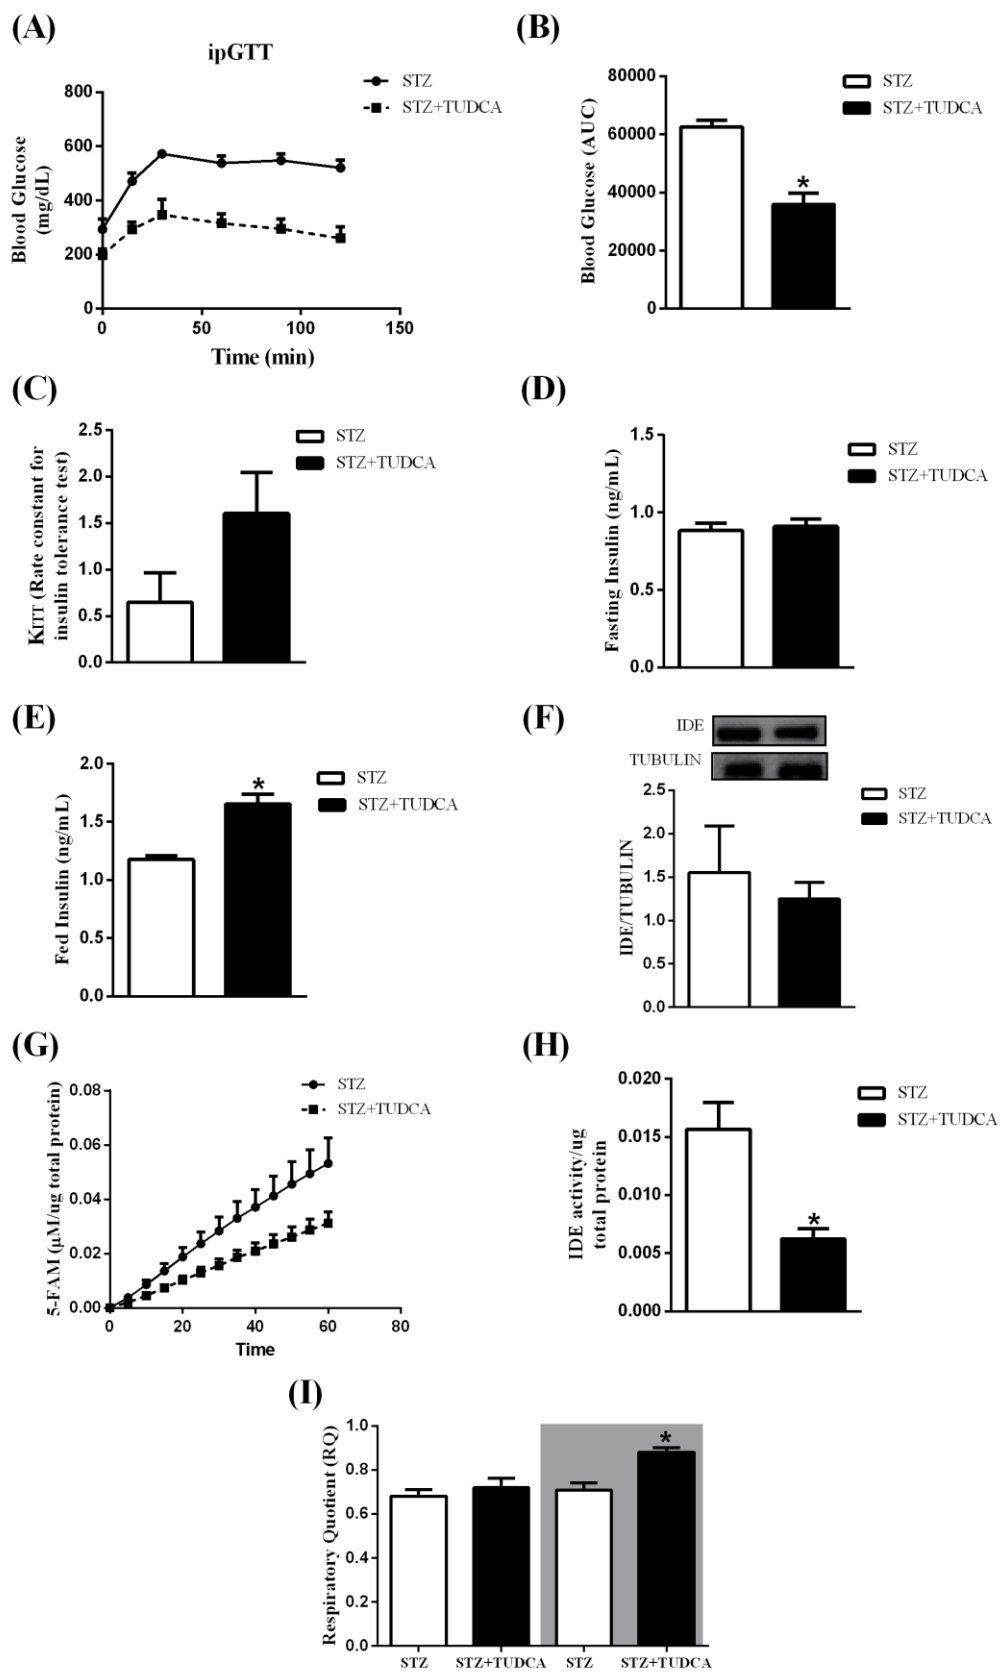 (A)
ipGTT
STZ
STZ+TUDCA
Blood Glucose
(mg/dL)
800
600
400
200
0
0 50 100 150
Time (min)
(B)
STZ
STZ+TUDCA
Blood Glucose (AUC)
80000
60000
40000
20000
0
*
(C)
STZ
STZ+TUDCA
KITT (Rate constant for
insulin tolerance test)
2.5
2.0
1.5
1.0
0.5
0.0
(D)
STZ
STZ+TUDCA
Fasting Insulin (ng/mL)
1.5
1.0
0.5
0.0
(E)
STZ
STZ+TUDCA
Fed Insulin (ng/mL)
2.0
1.5
1.0
0.5
0.0
*
(F)
IDE
TUBULIN
STZ
STZ+TUDCA
IDE/TUBULIN
2.5
2.0
1.5
1.0
0.5
0.0
(G)
STZ
STZ+TUDCA
5-FAM (μM/ug total protein)
0.08
0.06
0.04
0.02
0.00
0 20 40 60 80
Time
(H)
STZ
STZ+TUDCA
IDE activity/ug
total protein
0.020
0.015
0.010
0.005
0.000
*
(I)
Respiratory Quotient (RQ)
1.0
0.8
0.6
0.4
0.2
0.0
*
STZ STZ+TUDCA STZ STZ+TUDCA